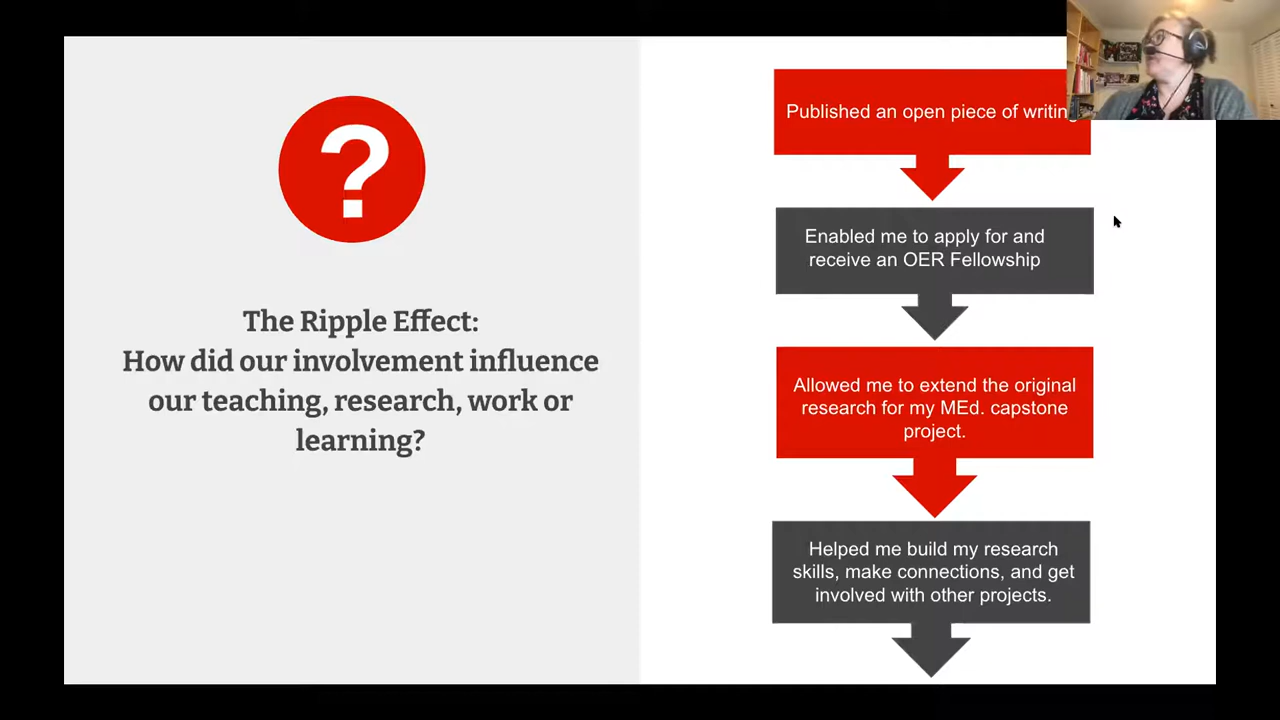 ?
The Ripple Effect:
How did our involvement influence
our teaching, research, work or
learning?
Published an open piece of writing
Enabled me to apply for and
receive an OER Fellowship
Allowed me to extend the original
research for my MEd. capstone
project.
Helped me build my research
skills, make connections, and get
involved with other projects.